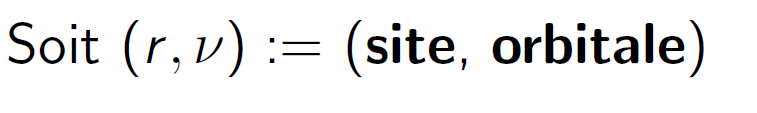 Soit (r, ν) := (site, orbitale)